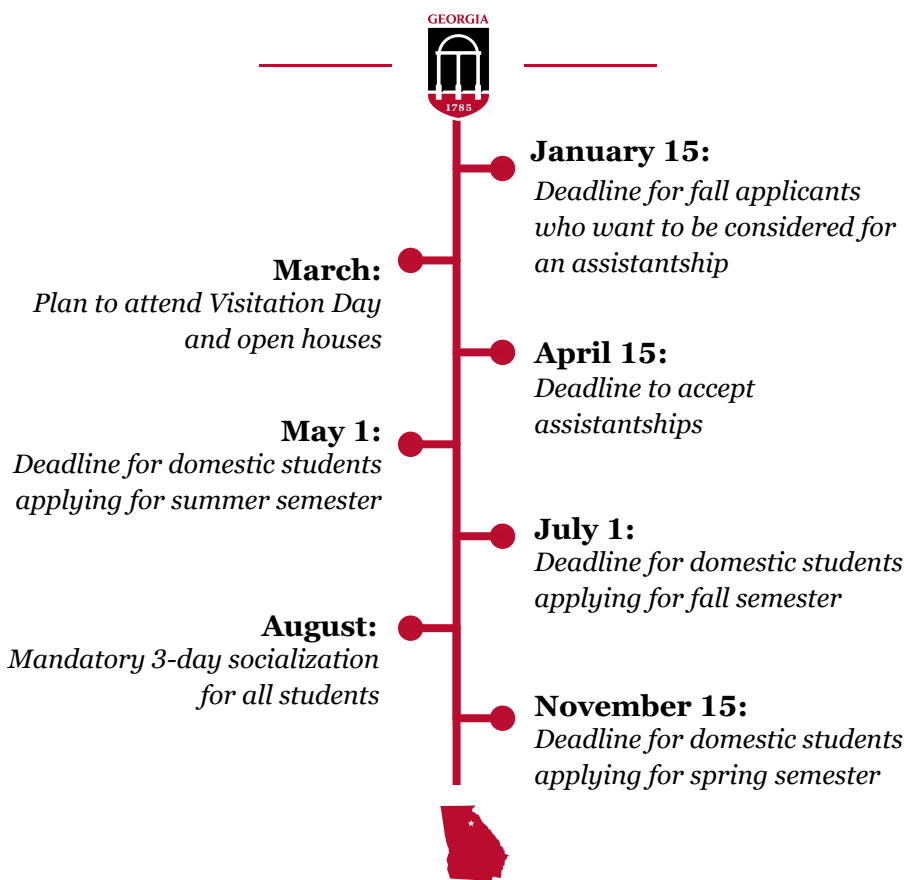 GEORGIA
1785
January 15:
Deadline for fall applicants
who want to be considered for
an assistantship
March:
Plan to attend Visitation Day
and open houses
April 15:
Deadline to accept
assistantships
May 1:
Deadline for domestic students
applying for summer semester
July 1:
Deadline for domestic students
applying for fall semester
August:
Mandatory 3-day socialization
for all students
November 15:
Deadline for domestic students
applying for spring semester